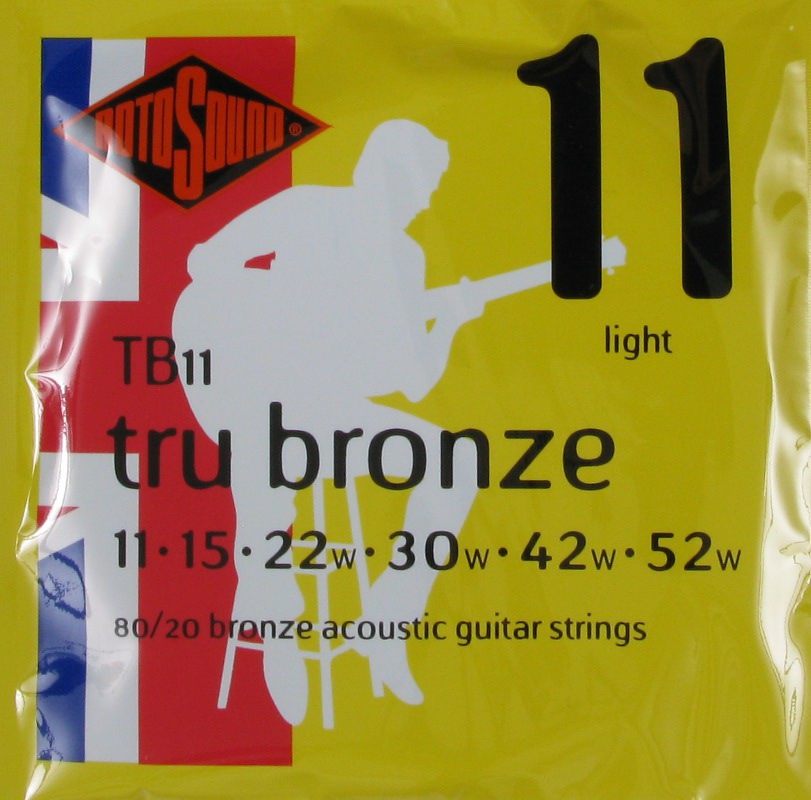 ROTOSOUND®
11
light
TB11
tru bronze
11·15·22w·30w·42w·52w
80/20 bronze acoustic guitar strings